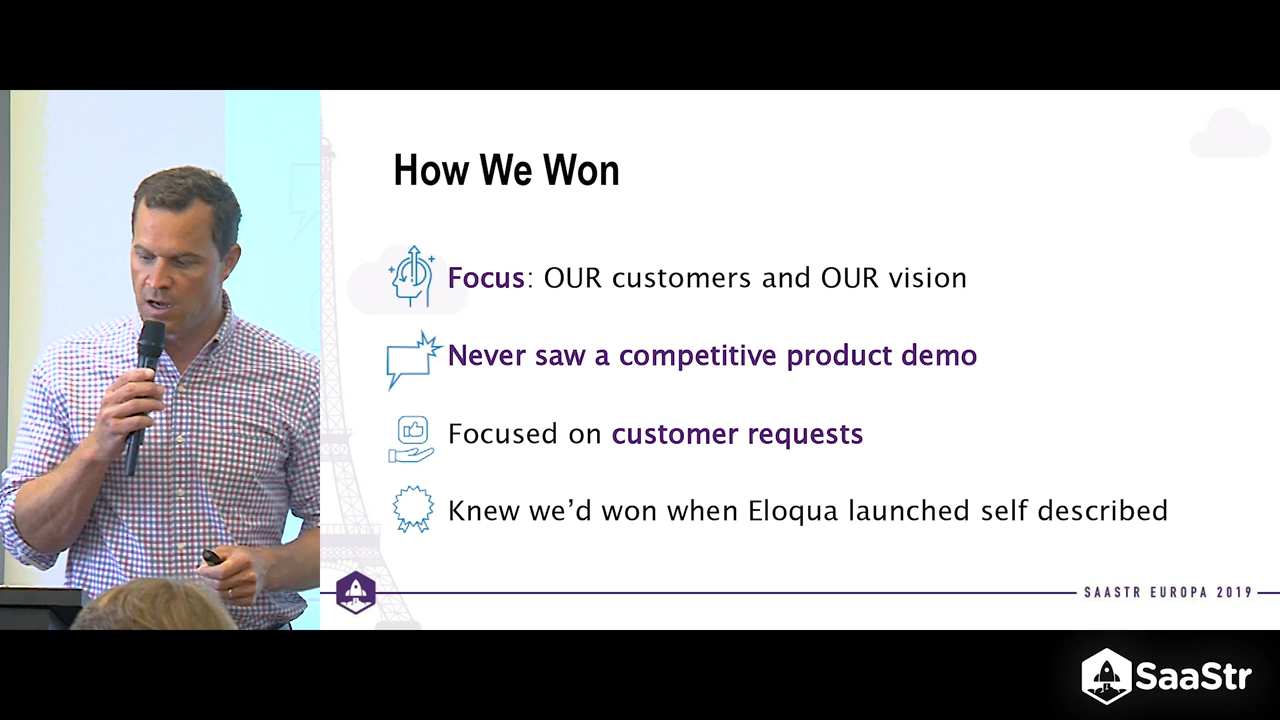 How We Won
Focus: OUR customers and OUR vision
Never saw a competitive product demo
Focused on customer requests
Knew we’d won when Eloqua launched self described
SAASTR EUROPA 2019
SaaStr